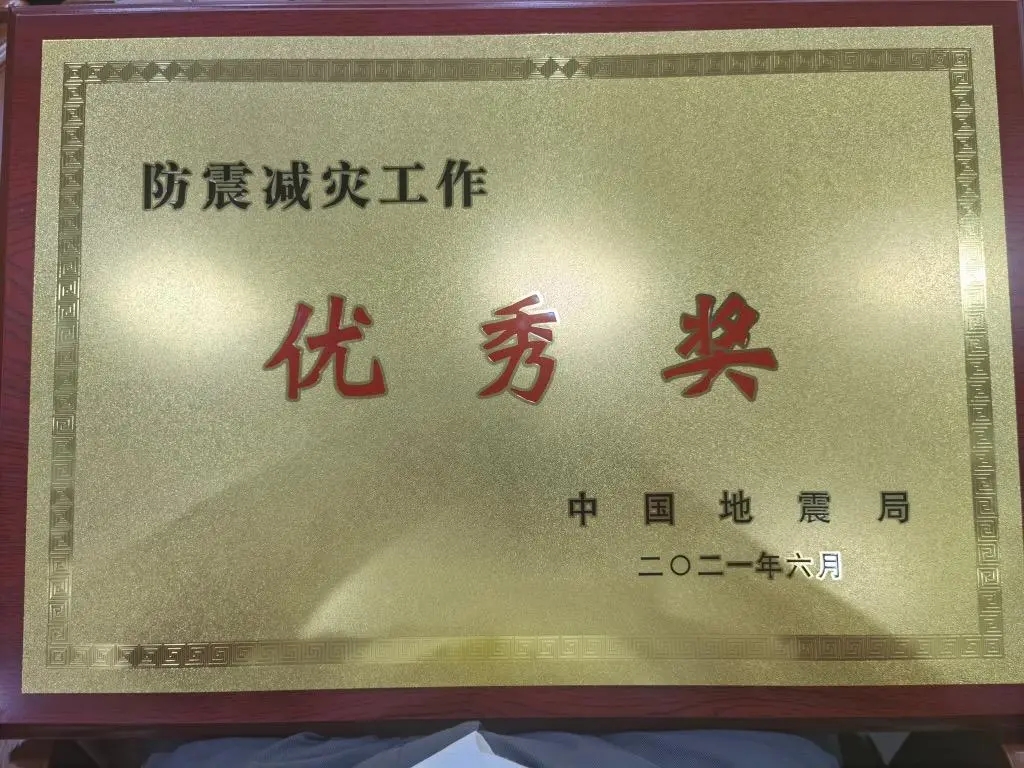 防震减灾工作
优秀奖
中国地震局
二〇二一年六月